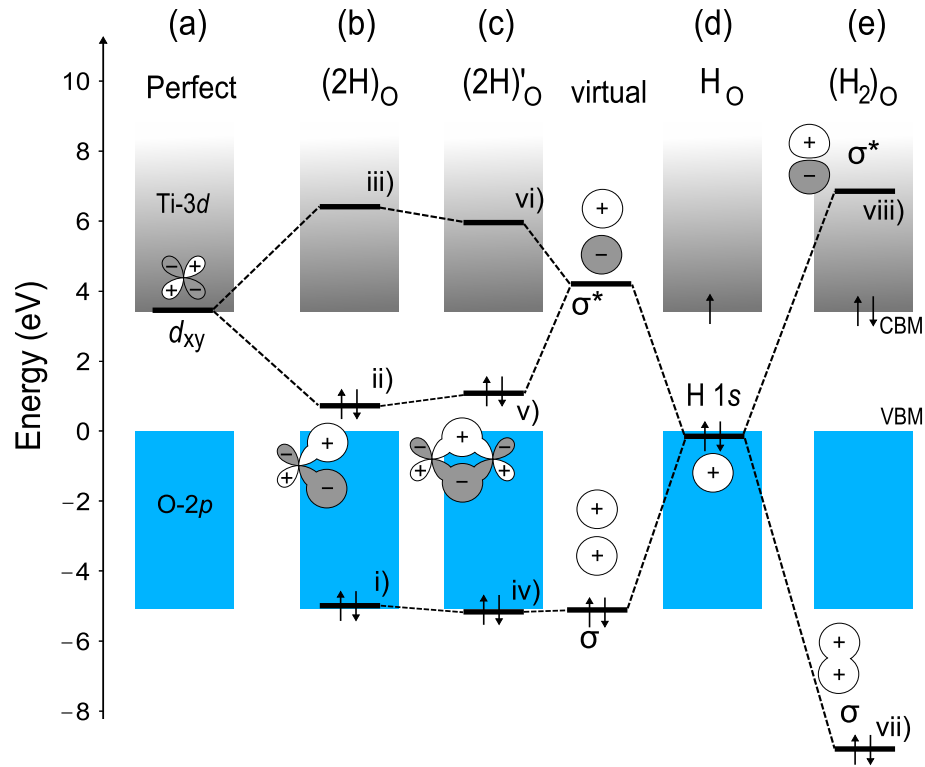 (a) (b) (c) (d) (e)
Perfect (2H)O (2H)'O virtual HO (H2)O
Energy (eV)
10
8
6
4
2
0
−2
−4
−6
−8
Ti-3d
− + + −
dxy
O-2p
iii)
ii)
+
−
+
−
i)
vi)
v)
− + −
+ − +
iv)
+
−
σ*
+
+
σ
H 1s
+
+
−
σ*
viii)
CBM
VBM
+
+
σ
vii)